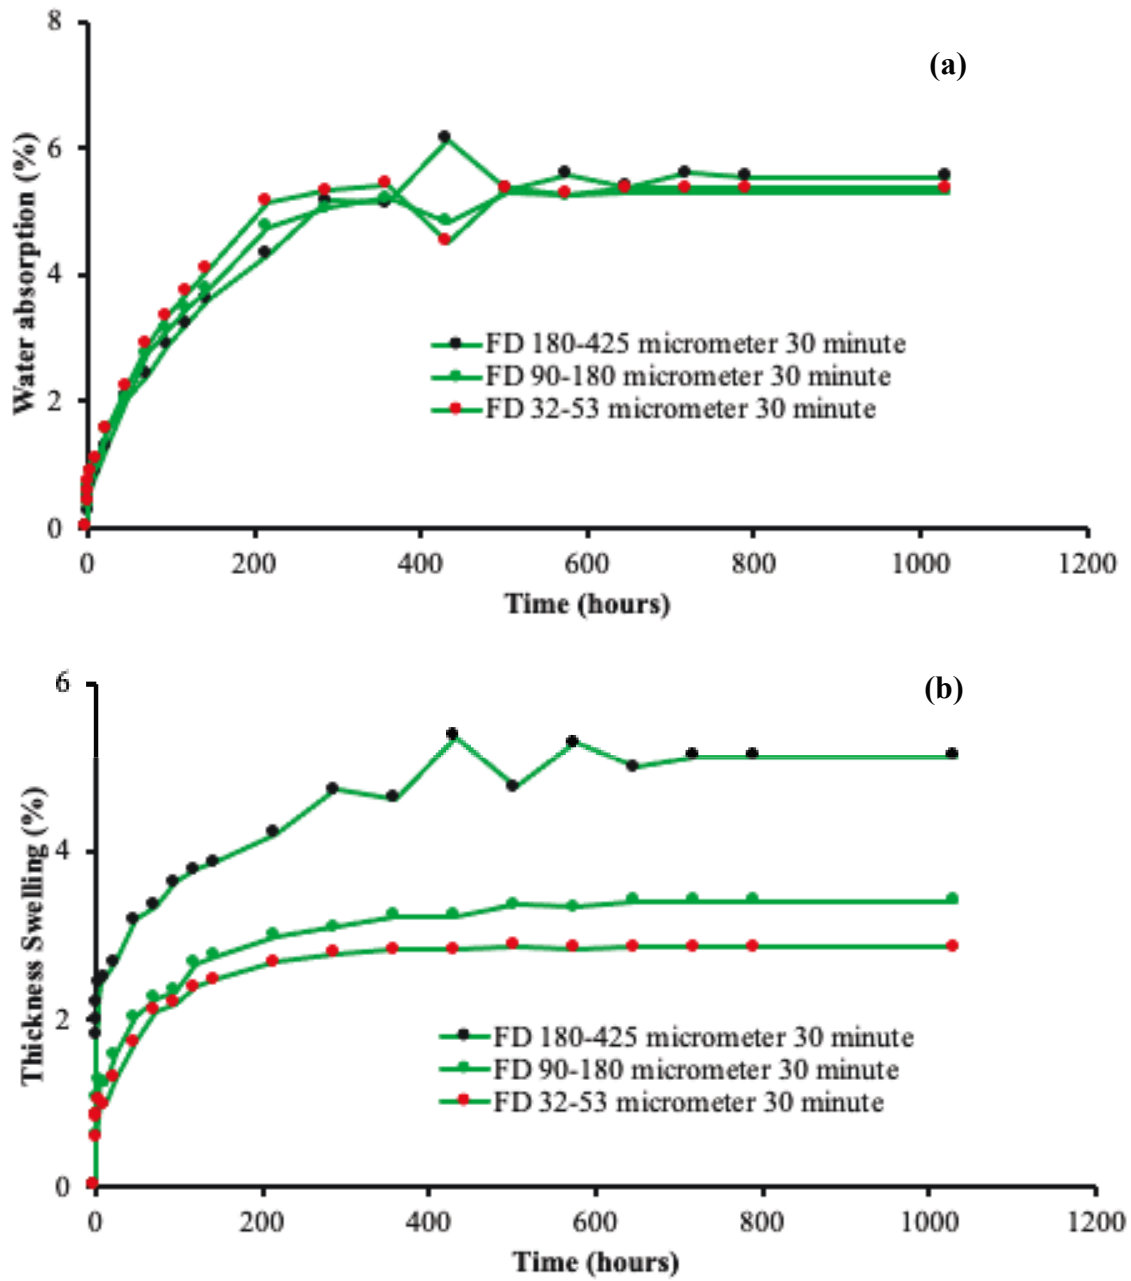 (a)
Water absorption (%)
8
6
4
2
0
FD 180-425 micrometer 30 minute
FD 90-180 micrometer 30 minute
FD 32-53 micrometer 30 minute
0 200 400 600 800 1000 1200
Time (hours)
(b)
Thickness Swelling (%)
6
4
2
0
FD 180-425 micrometer 30 minute
FD 90-180 micrometer 30 minute
FD 32-53 micrometer 30 minute
0 200 400 600 800 1000 1200
Time (hours)